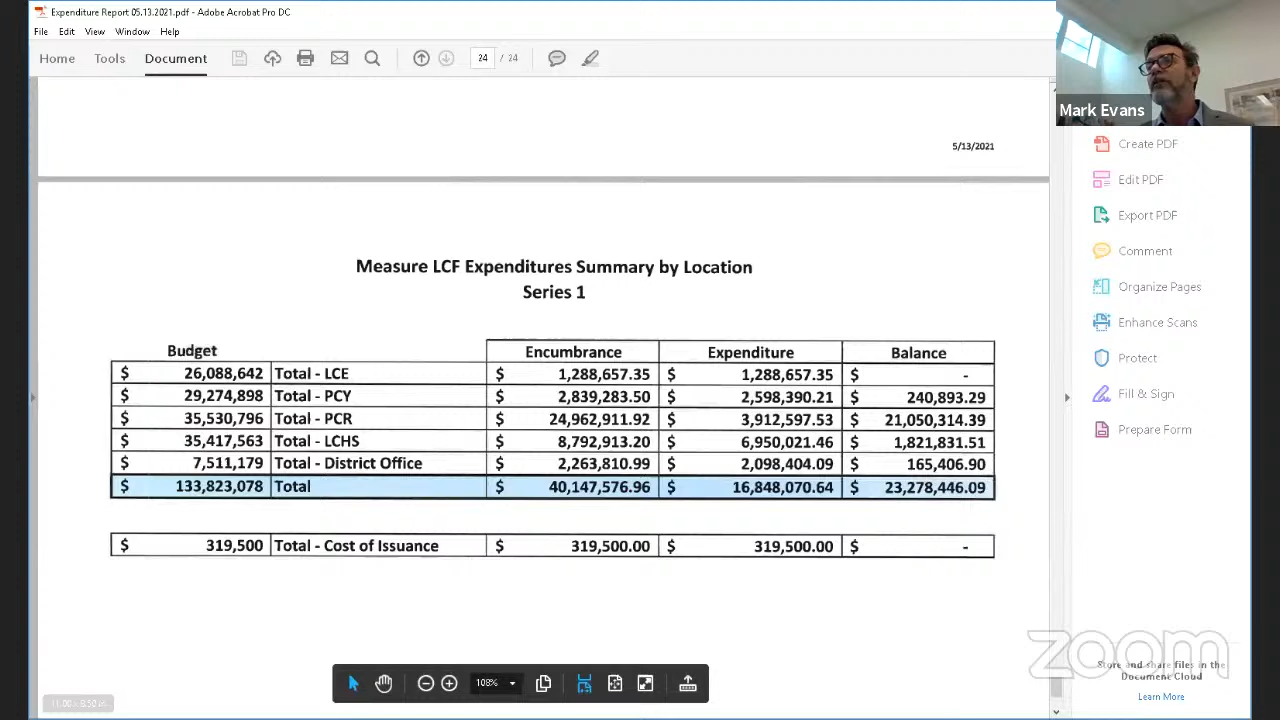 Expenditure Report 05.13.2021.pdf - Adobe Acrobat Pro DC
File Edit View Window Help
Home Tools Document 24 / 24
Mark Evans
5/13/2021
Create PDF
Edit PDF
Export PDF
Comment
Organize Pages
Enhance Scans
Protect
Fill & Sign
Prepare Form
Measure LCF Expenditures Summary by Location
Series 1
Budget Encumbrance Expenditure Balance
$ 26,088,642 Total - LCE $ 1,288,657.35 $ 1,288,657.35 $ -
$ 29,274,898 Total - PCY $ 2,839,283.50 $ 2,598,390.21 $ 240,893.29
$ 35,530,796 Total - PCR $ 24,962,911.92 $ 3,912,597.53 $ 21,050,314.39
$ 35,417,563 Total - LCHS $ 8,792,913.20 $ 6,950,021.46 $ 1,821,831.51
$ 7,511,179 Total - District Office $ 2,263,810.99 $ 2,098,404.09 $ 165,406.90
$ 133,823,078 Total $ 40,147,576.96 $ 16,848,070.64 $ 23,278,446.09
$ 319,500 Total - Cost of Issuance $ 319,500.00 $ 319,500.00 $ -
zoom
Store and share files in the
Document Cloud
Learn More
108%